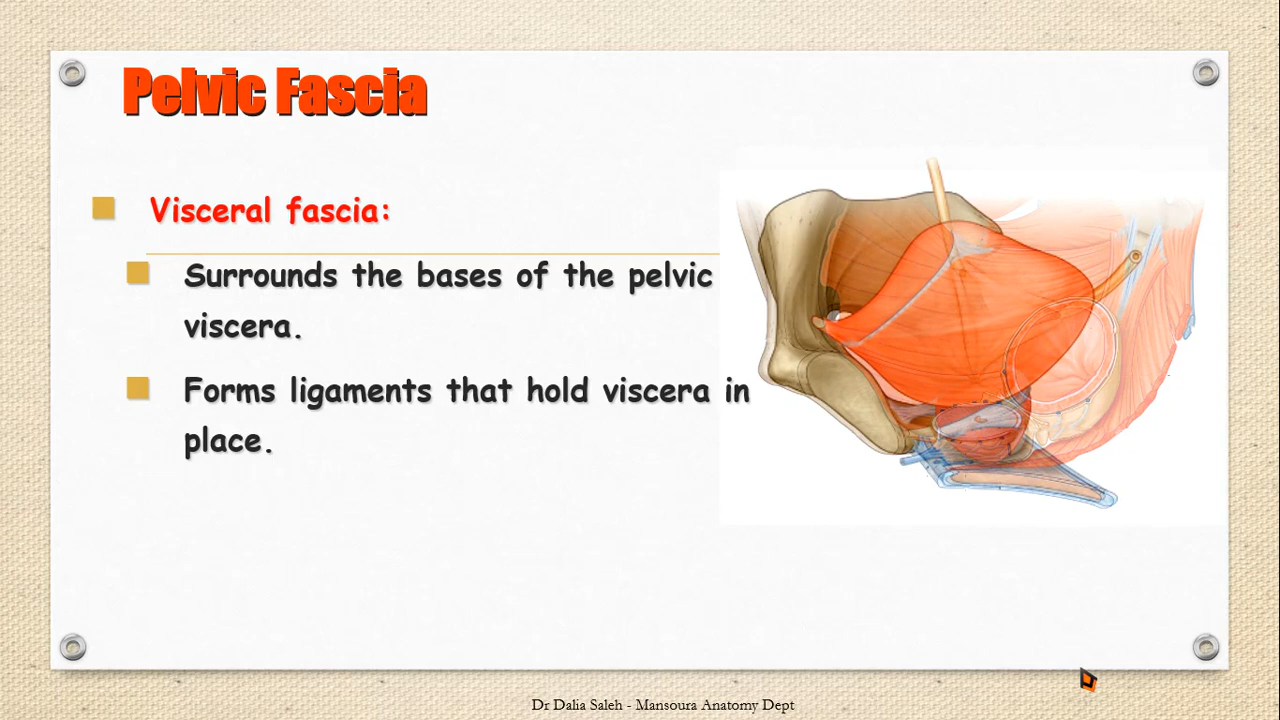 Pelvic Fascia
Visceral fascia:
Surrounds the bases of the pelvic
viscera.
Forms ligaments that hold viscera in
place.
Dr Dalia Saleh - Mansoura Anatomy Dept